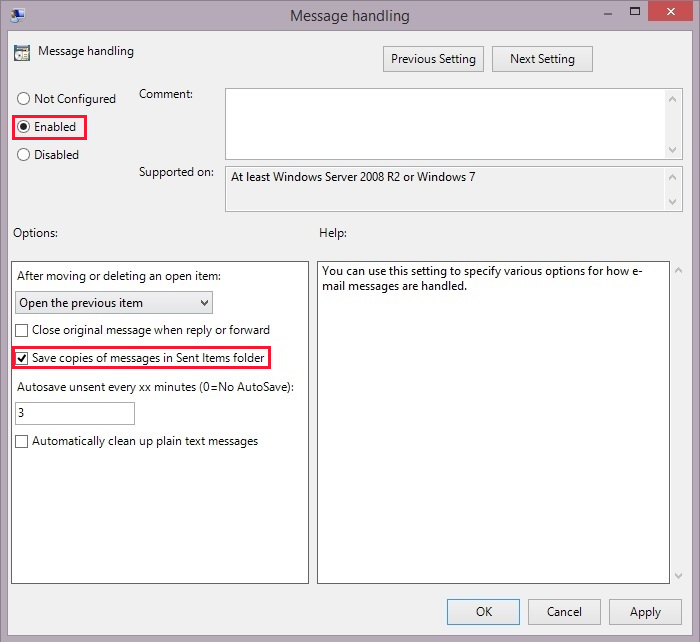 Message handling
Message handling
Previous Setting
Next Setting
Not Configured
Comment:
Enabled
Disabled
Supported on:
At least Windows Server 2008 R2 or Windows 7
Options:
Help:
After moving or deleting an open item:
Open the previous item
Close original message when reply or forward
Save copies of messages in Sent Items folder
Autosave unsent every xx minutes (0=No AutoSave):
3
Automatically clean up plain text messages
You can use this setting to specify various options for how e-
mail messages are handled.
OK
Cancel
Apply